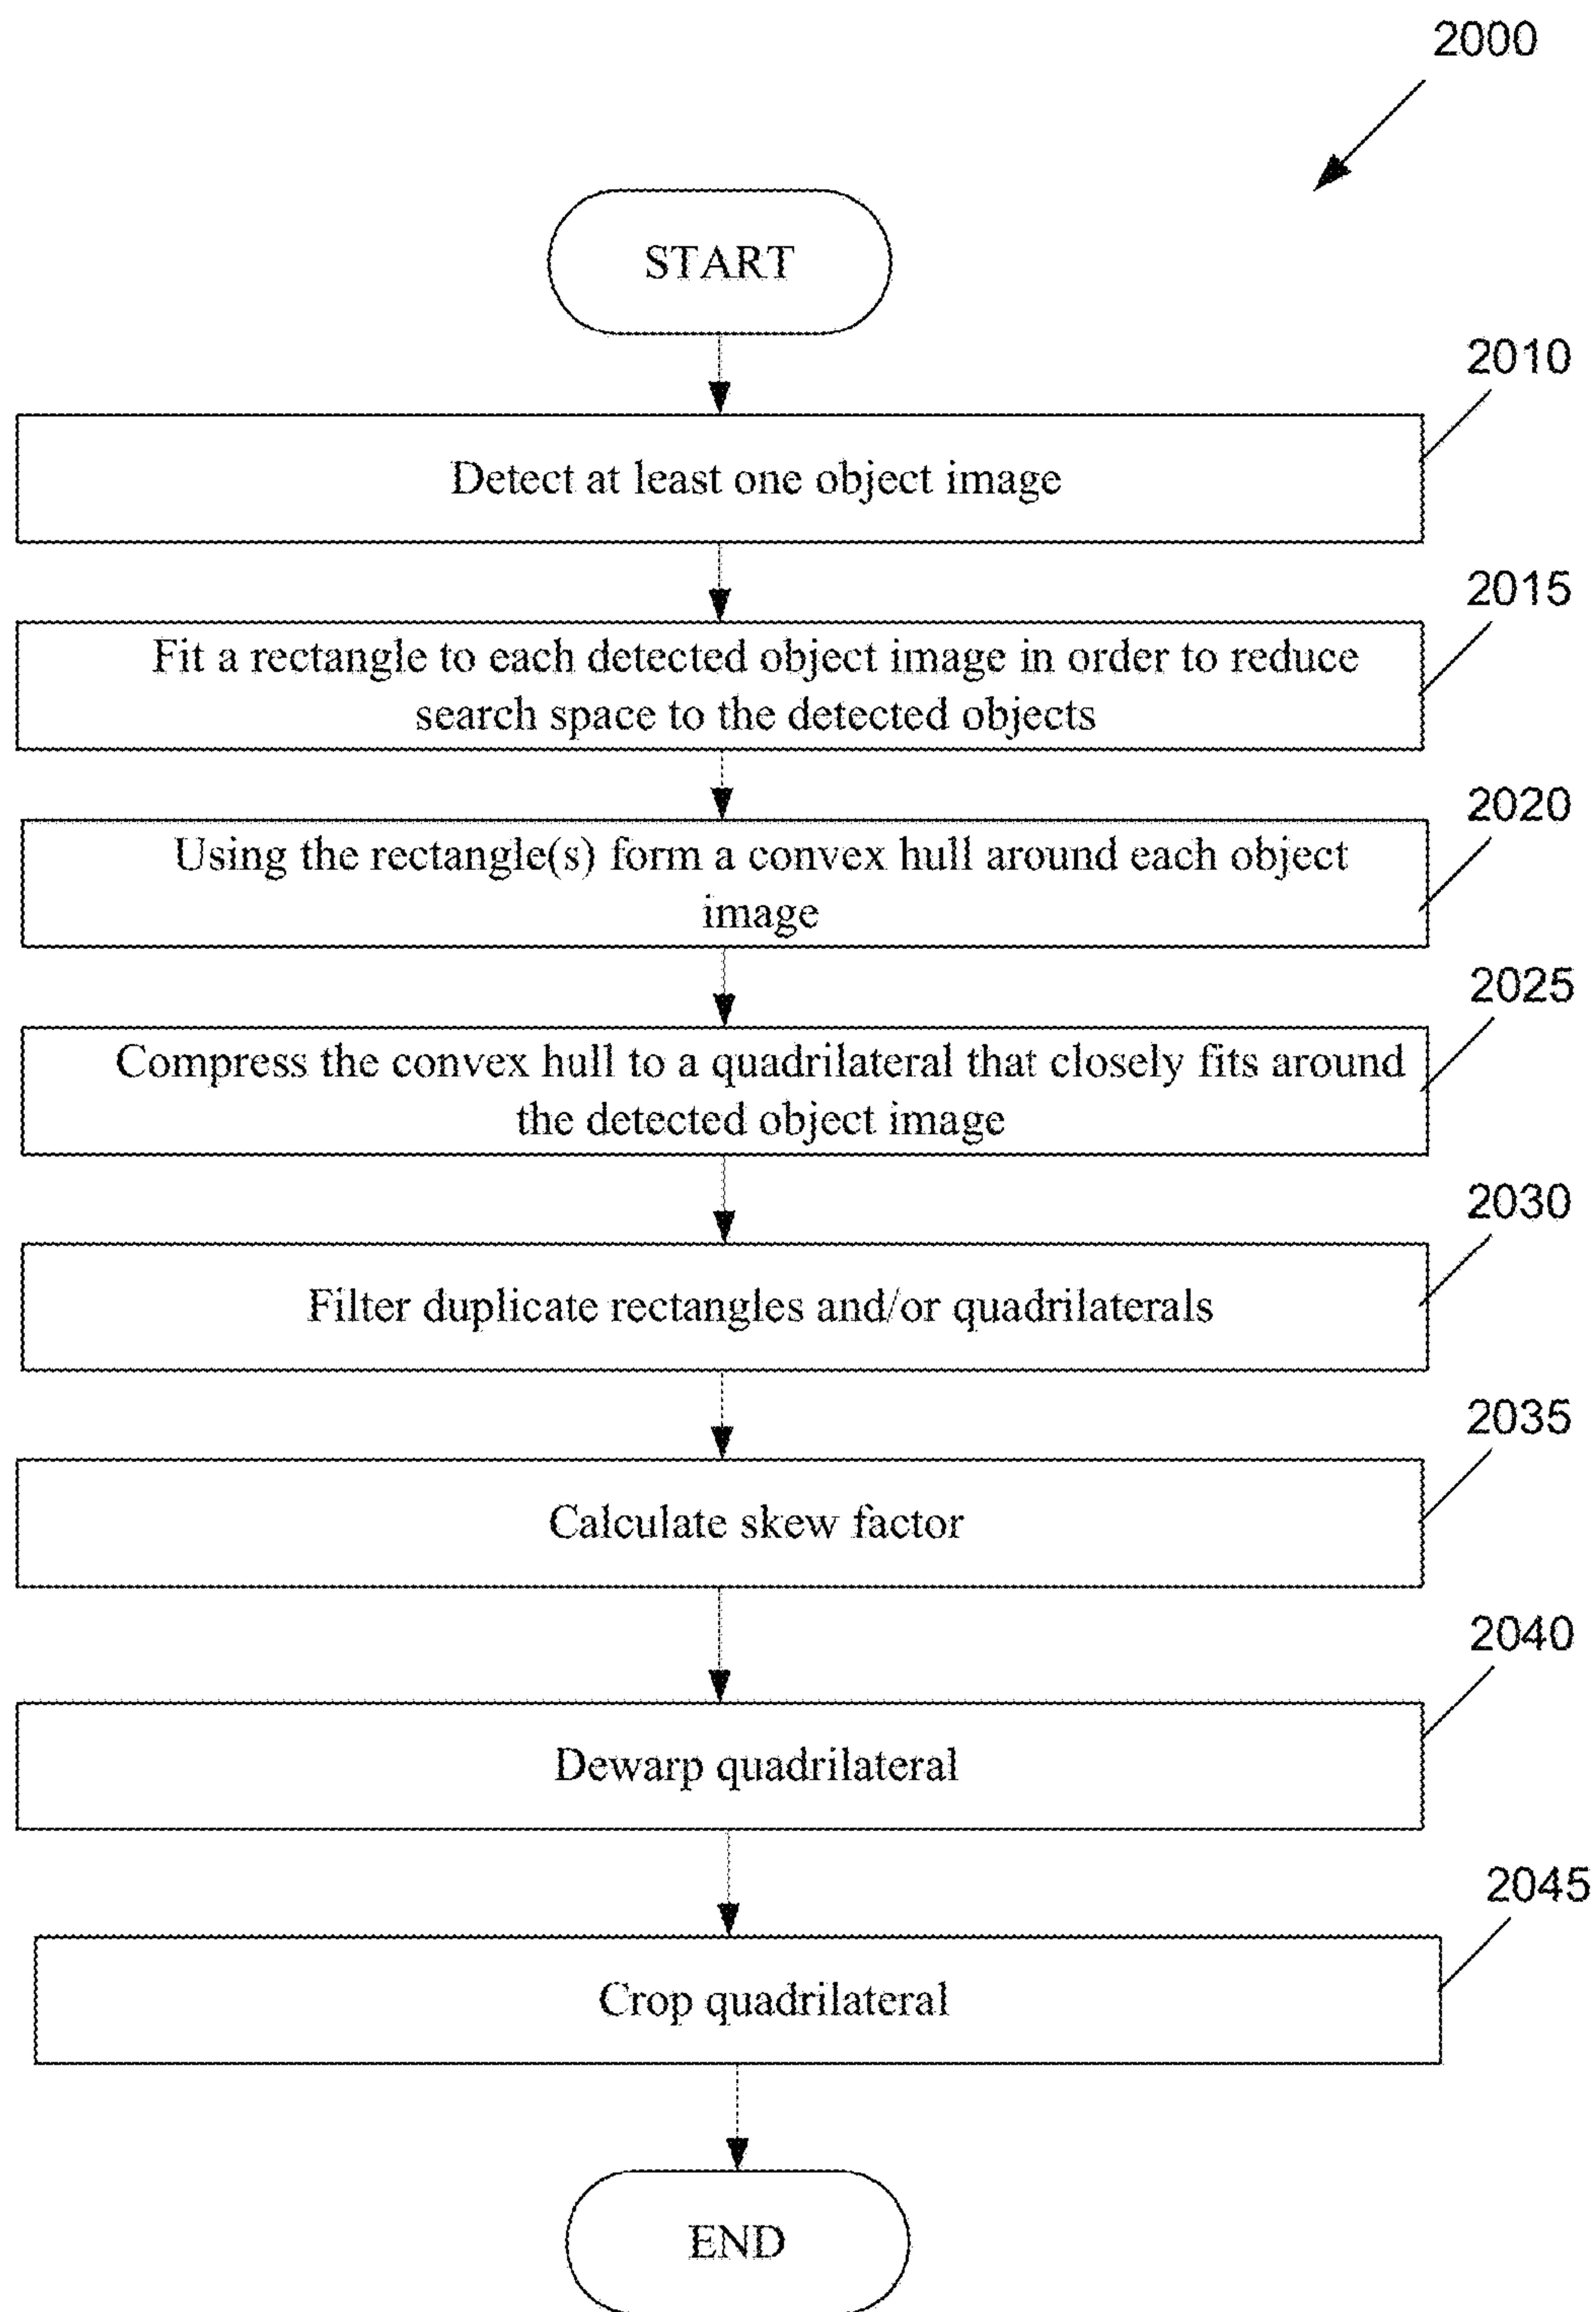 2000
START
2010
Detect at least one object image
2015
Fit a rectangle to each detected object image in order to reduce
search space to the detected objects
2020
Using the rectangle(s) form a convex hull around each object
image
2025
Compress the convex hull to a quadrilateral that closely fits around
the detected object image
2030
Filter duplicate rectangles and/or quadrilaterals
2035
Calculate skew factor
2040
Dewarp quadrilateral
2045
Crop quadrilateral
END